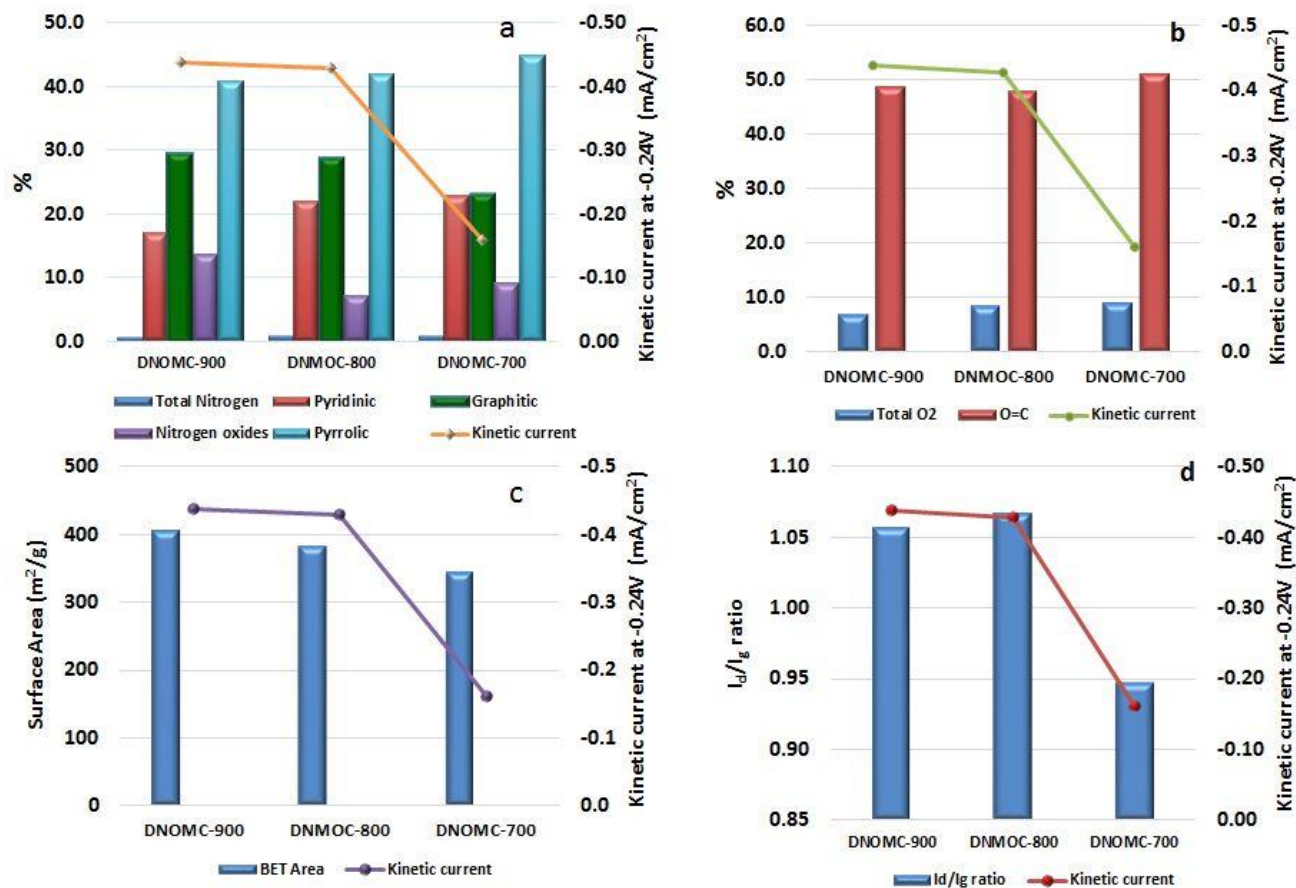 a
50.0
40.0
30.0
20.0
10.0
0.0
%
-0.50
-0.40
-0.30
-0.20
-0.10
0.00
Kinetic current at -0.24V (mA/cm²)
DNOMC-900 DNMOC-800 DNOMC-700
Total Nitrogen Pyridinic Graphitic
Nitrogen oxides Pyrrolic Kinetic current
b
60.0
50.0
40.0
30.0
20.0
10.0
0.0
%
-0.5
-0.4
-0.3
-0.2
-0.1
0.0
Kinetic current at -0.24V (mA/cm²)
DNOMC-900 DNMOC-800 DNOMC-700
Total O2 O=C Kinetic current
c
500
400
300
200
100
0
Surface Area (m²/g)
-0.5
-0.4
-0.3
-0.2
-0.1
0.0
Kinetic current at -0.24V (mA/cm²)
DNOMC-900 DNMOC-800 DNOMC-700
BET Area Kinetic current
d
1.10
1.05
1.00
0.95
0.90
0.85
I_d/I_g ratio
-0.50
-0.40
-0.30
-0.20
-0.10
0.00
Kinetic current at -0.24V (mA/cm²)
DNOMC-900 DNMOC-800 DNOMC-700
Id/Ig ratio Kinetic current